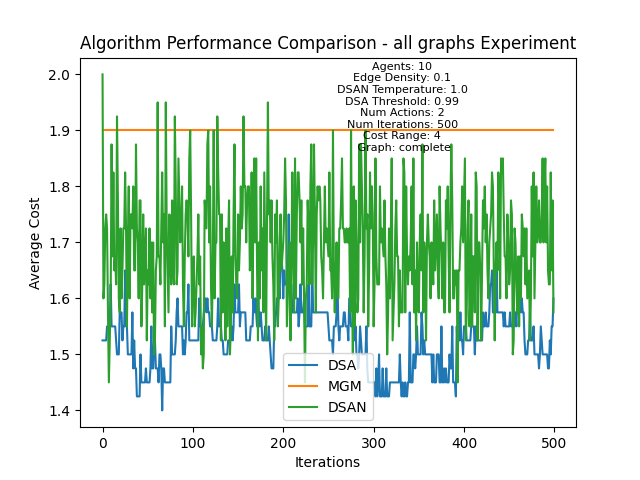 Algorithm Performance Comparison - all graphs Experiment
Agents: 10
Edge Density: 0.1
DSAN Temperature: 1.0
DSA Threshold: 0.99
Num Actions: 2
Num Iterations: 500
Cost Range: 4
Graph: complete
Average Cost
2.0
1.9
1.8
1.7
1.6
1.5
1.4
DSA
MGM
DSAN
0 100 200 300 400 500
Iterations